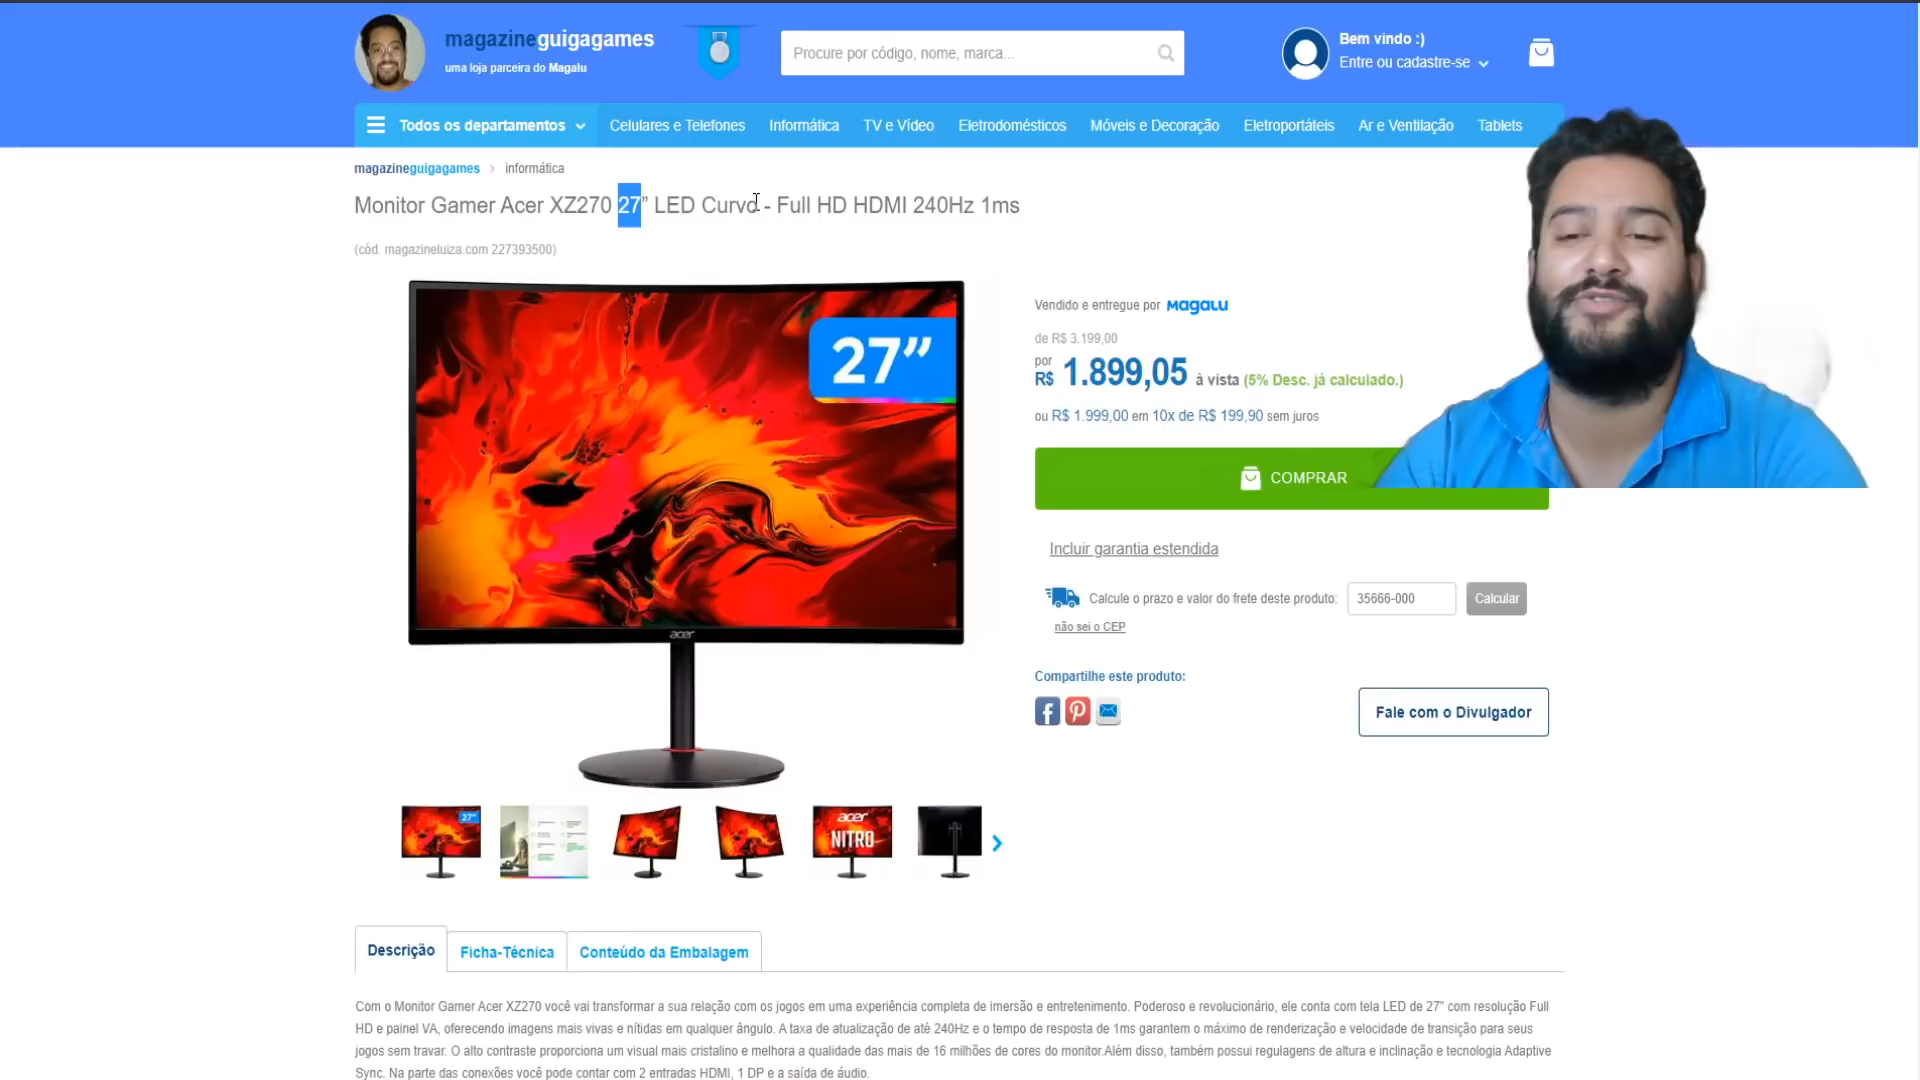 magazineguigagames
uma loja parceira do Magalu
Procure por código, nome, marca...
Bem vindo :)
Entre ou cadastre-se
Todos os departamentos
Celulares e Telefones
Informática
TV e Vídeo
Eletrodomésticos
Móveis e Decoração
Eletroportáteis
Ar e Ventilação
Tablets
magazineguigagames > informática
Monitor Gamer Acer XZ270 27” LED Curvo - Full HD HDMI 240Hz 1ms
(cód. magazineluiza.com 227393500)
27”
acer
Vendido e entregue por Magalu
de R$ 3.199,00
por
R$ 1.899,05 à vista (5% Desc. já calculado.)
ou R$ 1.999,00 em 10x de R$ 199,90 sem juros
COMPRAR
Incluir garantia estendida
Calcule o prazo e valor do frete deste produto:
35666-000
Calcular
não sei o CEP
Compartilhe este produto:
Fale com o Divulgador
27”
acer
NITRO
Descrição
Ficha-Técnica
Conteúdo da Embalagem
Com o Monitor Gamer Acer XZ270 você vai transformar a sua relação com os jogos em uma experiência completa de imersão e entretenimento. Poderoso e revolucionário, ele conta com tela LED de 27" com resolução Full
HD e painel VA, oferecendo imagens mais vivas e nítidas em qualquer ângulo. A taxa de atualização de até 240Hz e o tempo de resposta de 1ms garantem o máximo de renderização e velocidade de transição para seus
jogos sem travar. O alto contraste proporciona um visual mais cristalino e melhora a qualidade das mais de 16 milhões de cores do monitor.Além disso, também possui regulagens de altura e inclinação e tecnologia Adaptive
Sync. Na parte das conexões você pode contar com 2 entradas HDMI, 1 DP e a saída de áudio.